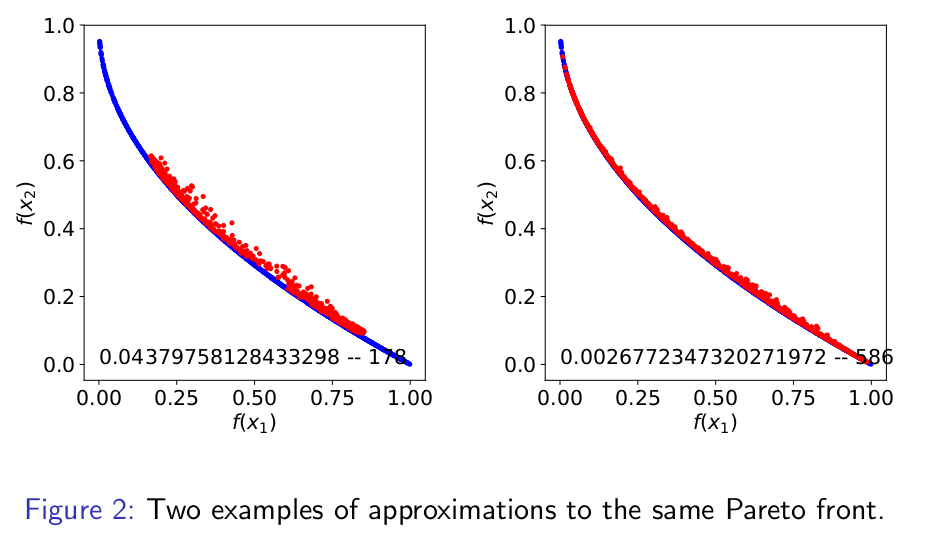 1.0
0.8
0.6
0.4
0.2
0.0
f(x₂)
0.04379758128433298 -- 178
0.00 0.25 0.50 0.75 1.00
f(x₁)
1.0
0.8
0.6
0.4
0.2
0.0
f(x₂)
0.0026772347320271972 -- 586
0.00 0.25 0.50 0.75 1.00
f(x₁)
Figure 2: Two examples of approximations to the same Pareto front.